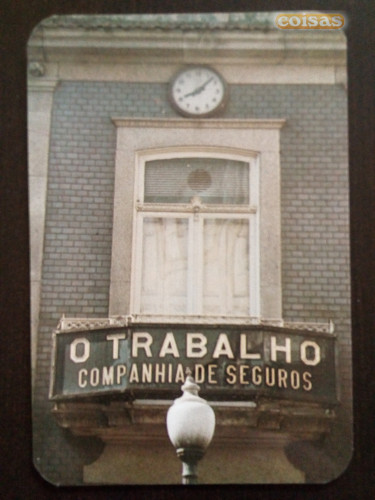 coisas
O TRABALHO
COMPANHIA DE SEGUROS